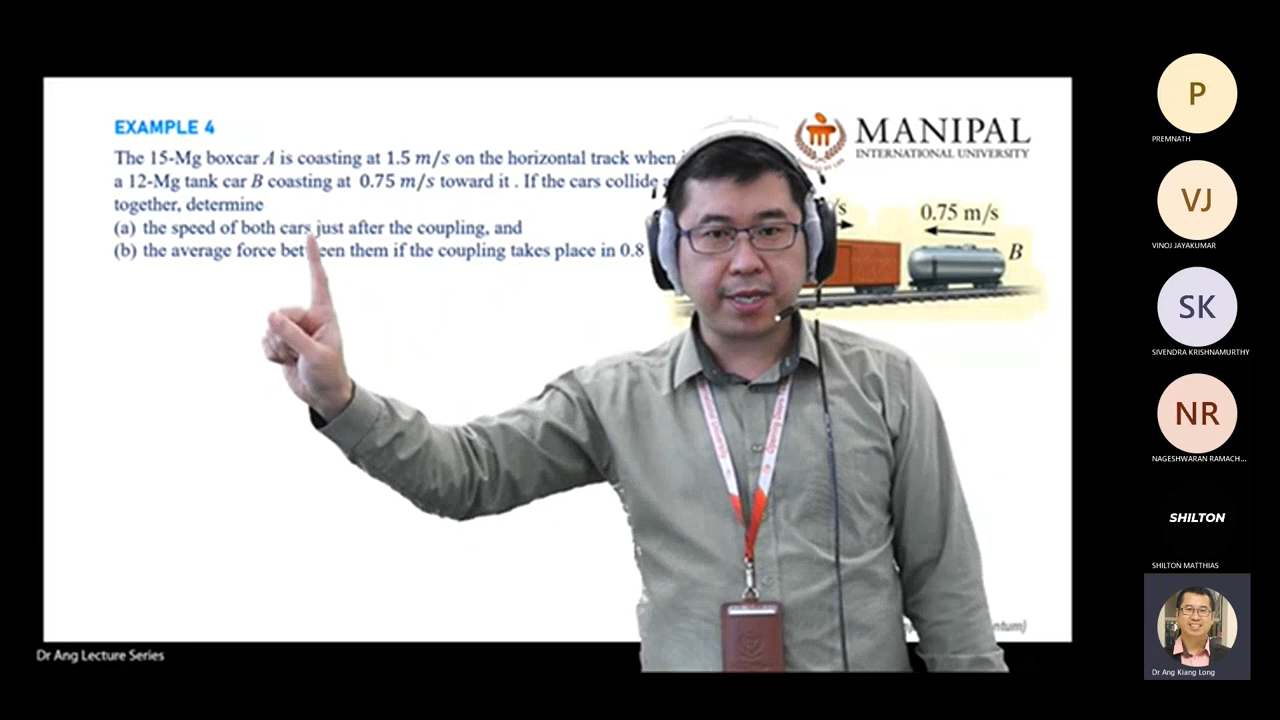 EXAMPLE 4
The 15-Mg boxcar A is coasting at 1.5 m/s on the horizontal track when
a 12-Mg tank car B coasting at 0.75 m/s toward it . If the cars collide
together, determine
(a) the speed of both cars just after the coupling, and
(b) the average force between them if the coupling takes place in 0.8
MANIPAL
INTERNATIONAL UNIVERSITY
/s
0.75 m/s
B
Dr Ang Lecture Series
P
PREMNATH
VJ
VINOJ JAYAKUMAR
SK
SIVENDRA KRISHNAMURTHY
NR
NAGESHWARAN RAMACH...
SHILTON
SHILTON MATTHIAS
Dr Ang Kiang Long